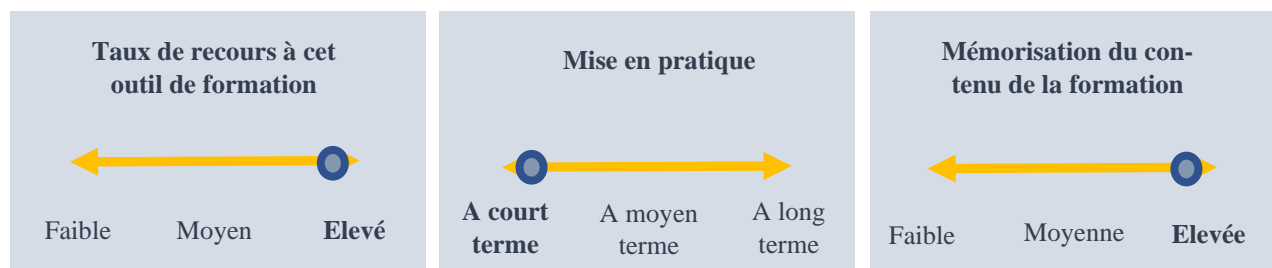 Taux de recours à cet
outil de formation
Faible Moyen Elevé
Mise en pratique
A court
terme
A moyen
terme
A long
terme
Mémorisation du con-
tenu de la formation
Faible Moyenne Elevée